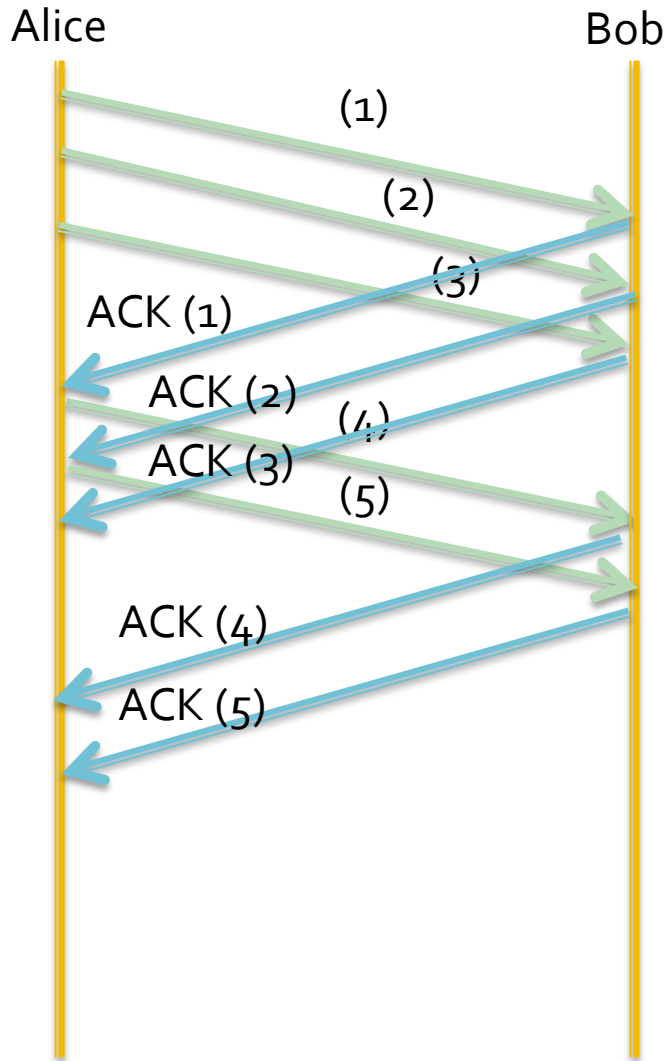 Alice
Bob
(1)
(2)
(3)
ACK (1)
ACK (2)
(4)
ACK (3)
(5)
ACK (4)
ACK (5)